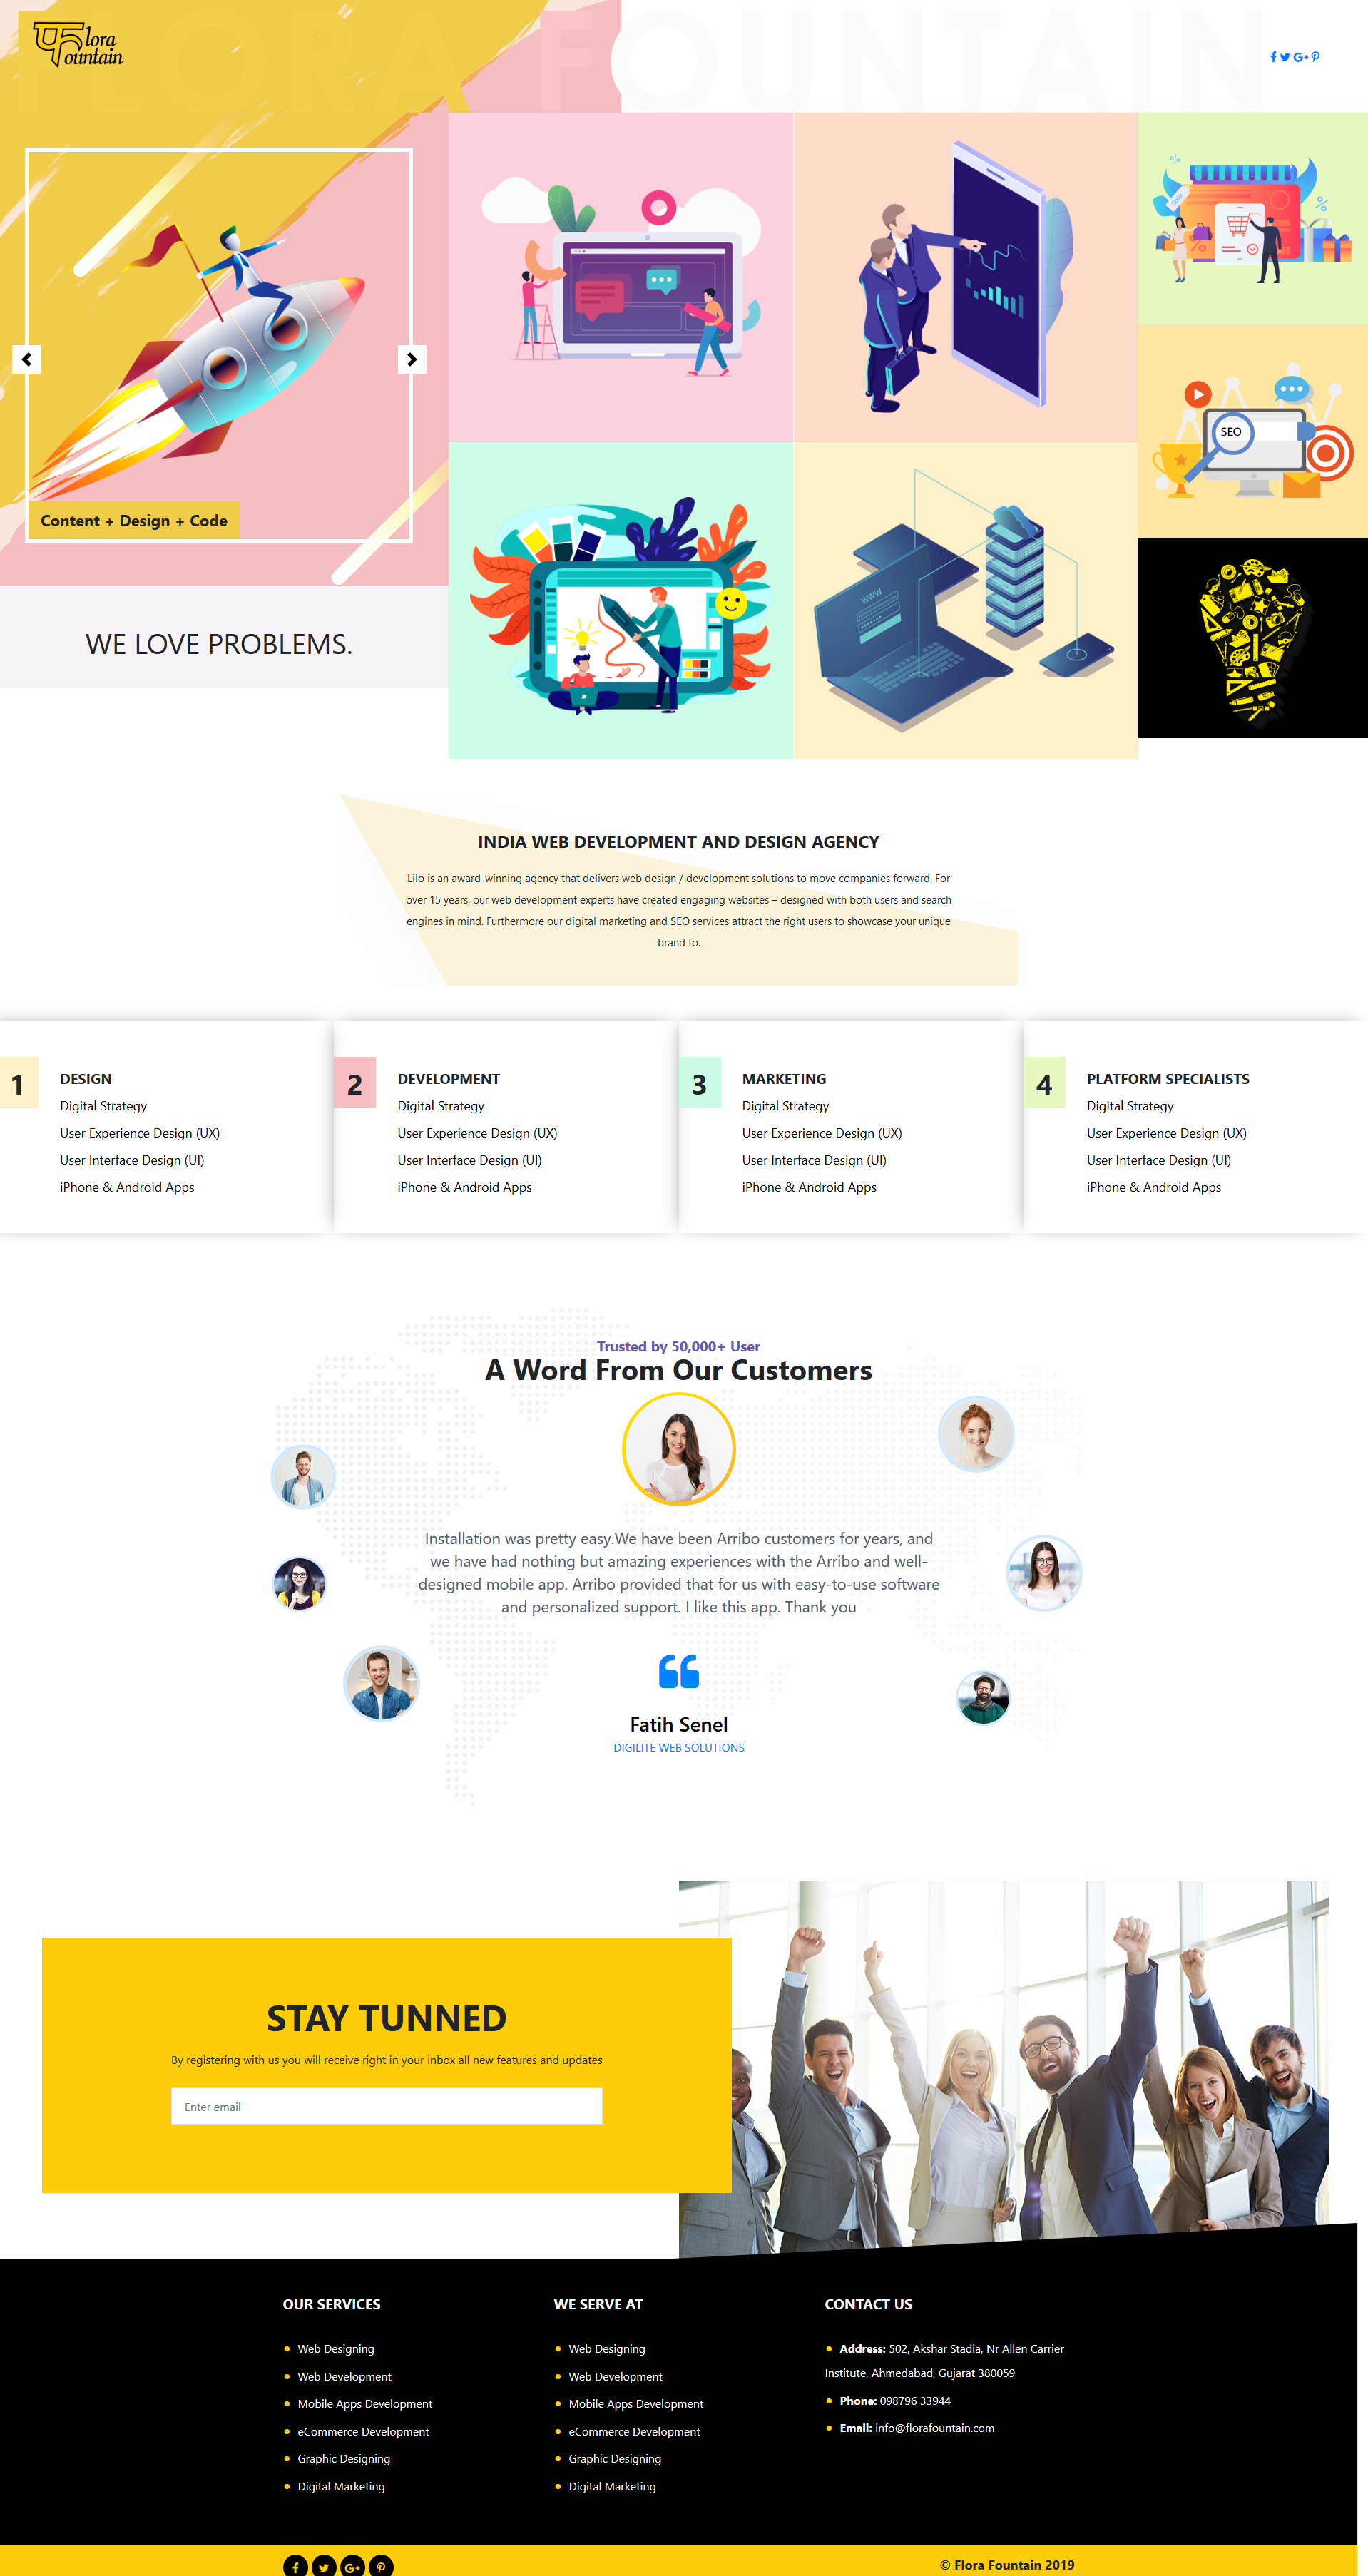 FLORA FOUNTAIN
Flora
Fountain
Content + Design + Code
WE LOVE PROBLEMS.
SEO
WWW
INDIA WEB DEVELOPMENT AND DESIGN AGENCY
Lilo is an award-winning agency that delivers web design / development solutions to move companies forward. For
over 15 years, our web development experts have created engaging websites – designed with both users and search
engines in mind. Furthermore our digital marketing and SEO services attract the right users to showcase your unique
brand to.
1
DESIGN
Digital Strategy
User Experience Design (UX)
User Interface Design (UI)
iPhone & Android Apps
2
DEVELOPMENT
Digital Strategy
User Experience Design (UX)
User Interface Design (UI)
iPhone & Android Apps
3
MARKETING
Digital Strategy
User Experience Design (UX)
User Interface Design (UI)
iPhone & Android Apps
4
PLATFORM SPECIALISTS
Digital Strategy
User Experience Design (UX)
User Interface Design (UI)
iPhone & Android Apps
Trusted by 50,000+ User
A Word From Our Customers
Installation was pretty easy.We have been Arribo customers for years, and
we have had nothing but amazing experiences with the Arribo and well-
designed mobile app. Arribo provided that for us with easy-to-use software
and personalized support. I like this app. Thank you
Fatih Senel
DIGILITE WEB SOLUTIONS
STAY TUNNED
By registering with us you will receive right in your inbox all new features and updates
Enter email
OUR SERVICES
Web Designing
Web Development
Mobile Apps Development
eCommerce Development
Graphic Designing
Digital Marketing
WE SERVE AT
Web Designing
Web Development
Mobile Apps Development
eCommerce Development
Graphic Designing
Digital Marketing
CONTACT US
Address: 502, Akshar Stadia, Nr Allen Carrier
Institute, Ahmedabad, Gujarat 380059
Phone: 098796 33944
Email: info@florafountain.com
© Flora Fountain 2019